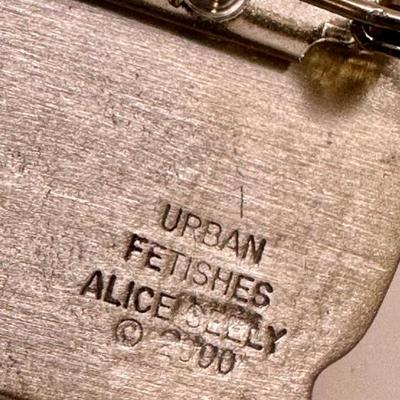 URBAN
FETISHES
ALICE SEELY
© 2000